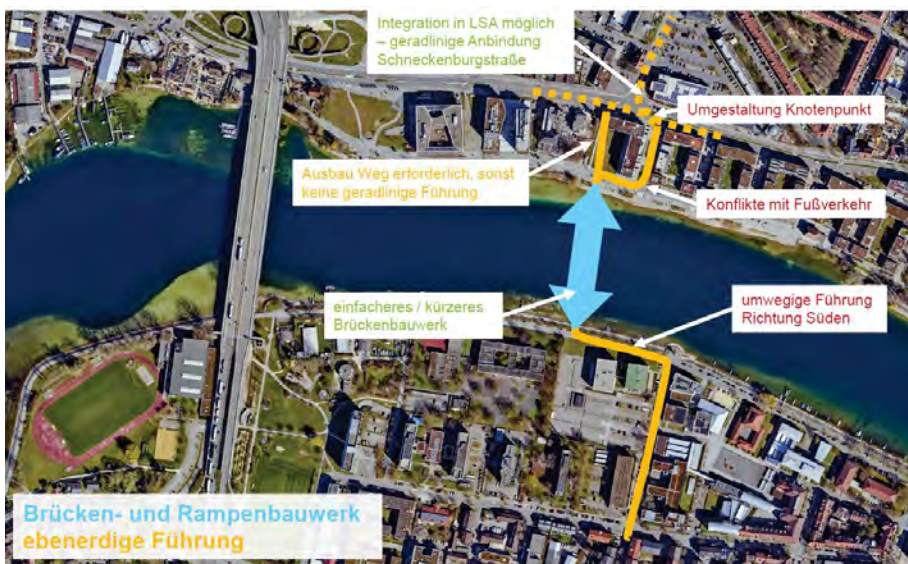 Integration in LSA möglich
– geradlinige Anbindung
Schneckenburgstraße
Umgestaltung Knotenpunkt
Ausbau Weg erforderlich, sonst
keine geradlinige Führung
Konflikte mit Fußverkehr
einfacheres / kürzeres
Brückenbauwerk
umwegige Führung
Richtung Süden
Brücken- und Rampenbauwerk
ebenerdige Führung